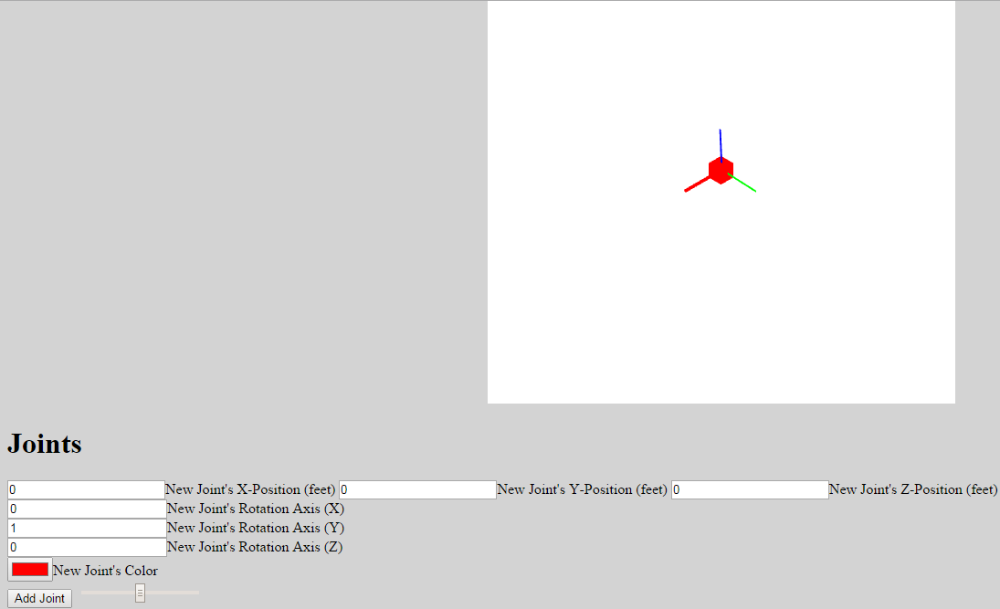 Joints
0 New Joint's X-Position (feet) 0 New Joint's Y-Position (feet) 0 New Joint's Z-Position (feet)
0 New Joint's Rotation Axis (X)
1 New Joint's Rotation Axis (Y)
0 New Joint's Rotation Axis (Z)
New Joint's Color
Add Joint